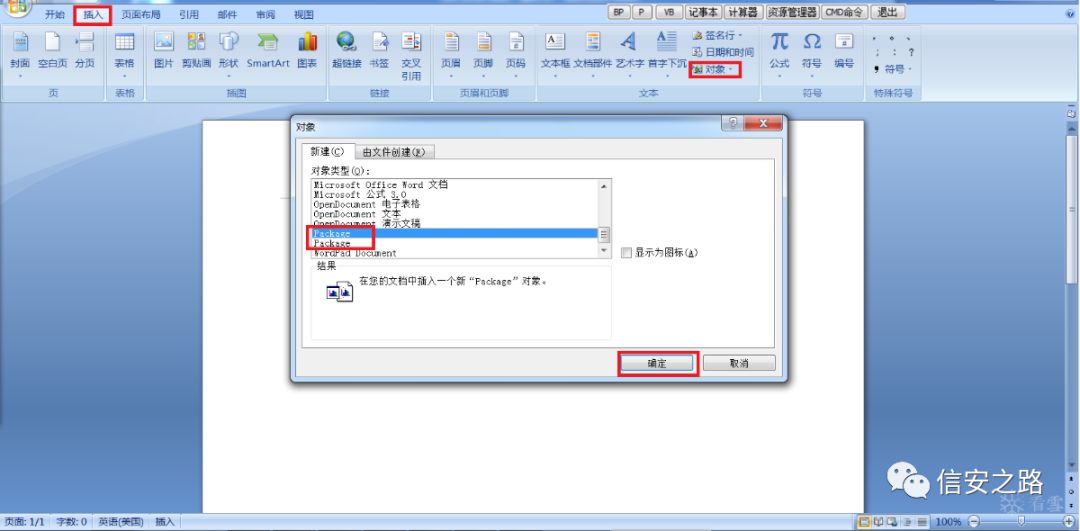 开始 插入 页面布局 引用 邮件 审阅 视图
BP P VB 记事本 计算器 资源管理器 CMD命令 退出
封面 空白页 分页 表格 图片 剪贴画 形状 SmartArt 图表 超链接 书签 交叉引用 页眉 页脚 页码 文本框 文档部件 艺术字 首字下沉
签名行
日期和时间
对象
公式 符号 编号
, 。 、
; : ?
符号
页 表格 插图 链接 页眉和页脚 文本 符号 特殊符号
对象
新建(C) 由文件创建(F)
对象类型(O):
Microsoft Office Word 文档
Microsoft 公式 3.0
OpenDocument 电子表格
OpenDocument 文本
OpenDocument 演示文稿
Package
Package
WordPad Document
显示为图标(A)
结果
在您的文档中插入一个新“Package”对象。
确定 取消
信安之路
看雪
页面: 1/1 字数: 0 英语(美国) 插入 100%